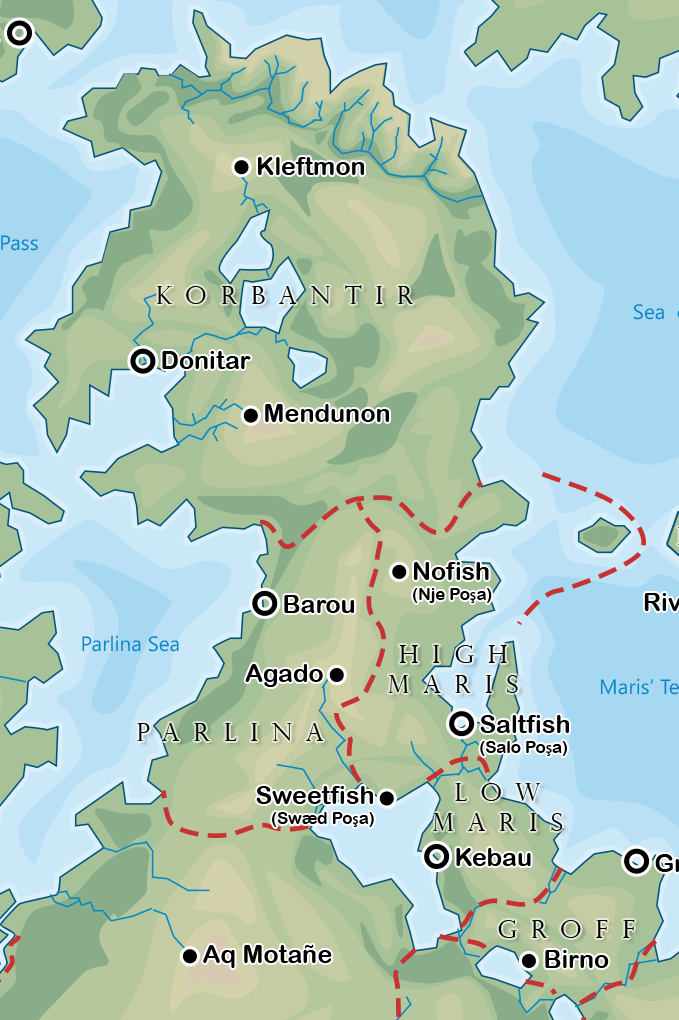 Kleftmon
Pass
KORBANTIR
Sea
Donitar
Mendunon
Nofish
(Nje Poşa)
Barou
Riv
Parlina Sea
HIGH
MARIS
Agado
Maris' Te
PARLINA
Saltfish
(Salo Poşa)
Sweetfish
(Swæd Poşa)
LOW
MARIS
Kebau
Gr
GROFF
Aq Motañe
Birno